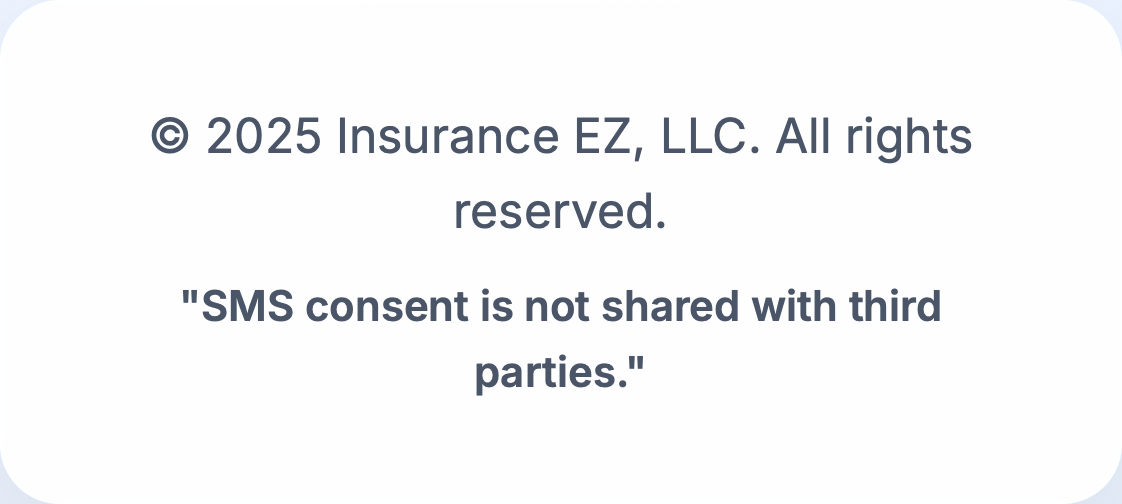 © 2025 Insurance EZ, LLC. All rights
reserved.
"SMS consent is not shared with third
parties."